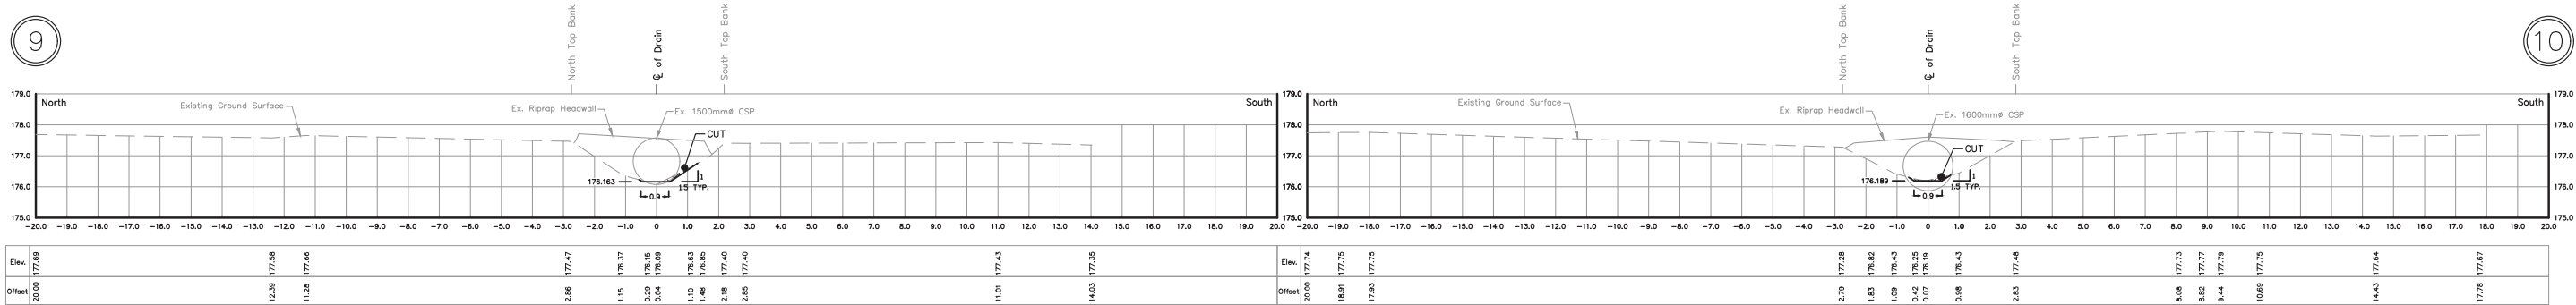 9
North Top Bank
℄ of Drain
South Top Bank
179.0
178.0
177.0
176.0
175.0
North
South
Existing Ground Surface
Ex. Riprap Headwall
Ex. 1500mmø CSP
CUT
176.163
0.9
1
1.5 TYP.
-20.0 -19.0 -18.0 -17.0 -16.0 -15.0 -14.0 -13.0 -12.0 -11.0 -10.0 -9.0 -8.0 -7.0 -6.0 -5.0 -4.0 -3.0 -2.0 -1.0 0 1.0 2.0 3.0 4.0 5.0 6.0 7.0 8.0 9.0 10.0 11.0 12.0 13.0 14.0 15.0 16.0 17.0 18.0 19.0 20.0
Elev. 177.69 177.58 177.66 177.47 176.37 176.15 176.09 176.63 176.85 177.40 177.40 177.43 177.35
Offset 20.00 12.39 11.28 2.86 1.15 0.29 0.04 1.10 1.48 2.18 2.85 11.01 14.03
10
North Top Bank
℄ of Drain
South Top Bank
179.0
178.0
177.0
176.0
175.0
North
South
179.0
178.0
177.0
176.0
175.0
Existing Ground Surface
Ex. Riprap Headwall
Ex. 1600mmø CSP
CUT
176.189
0.9
1
1.5 TYP.
-20.0 -19.0 -18.0 -17.0 -16.0 -15.0 -14.0 -13.0 -12.0 -11.0 -10.0 -9.0 -8.0 -7.0 -6.0 -5.0 -4.0 -3.0 -2.0 -1.0 0 1.0 2.0 3.0 4.0 5.0 6.0 7.0 8.0 9.0 10.0 11.0 12.0 13.0 14.0 15.0 16.0 17.0 18.0 19.0 20.0
Elev. 177.74 177.75 177.75 177.28 176.82 176.43 176.25 176.19 176.43 177.48 177.73 177.77 177.79 177.75 177.64 177.67
Offset 20.00 18.91 17.93 2.79 1.83 1.09 0.42 0.07 0.98 2.83 8.08 8.82 9.44 10.69 14.43 17.78